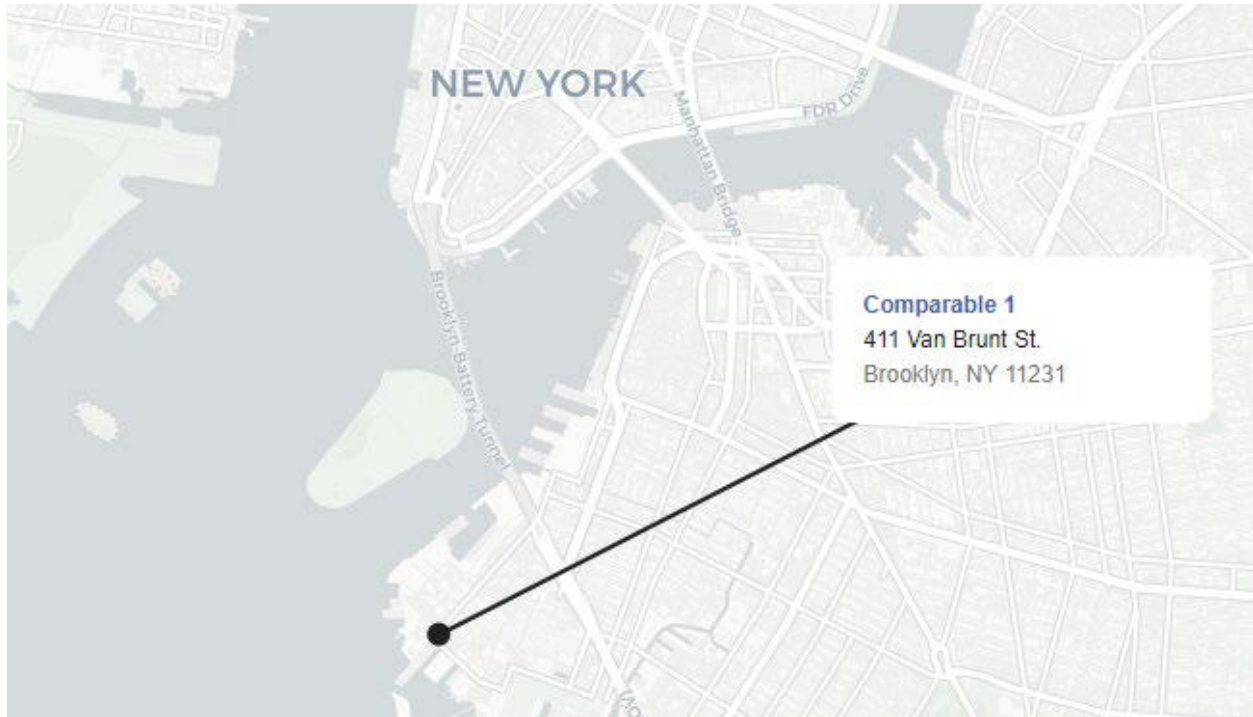 NEW YORK
Manhattan Bridge
FDR Drive
Brooklyn-Battery Tunnel
Comparable 1
411 Van Brunt St.
Brooklyn, NY 11231